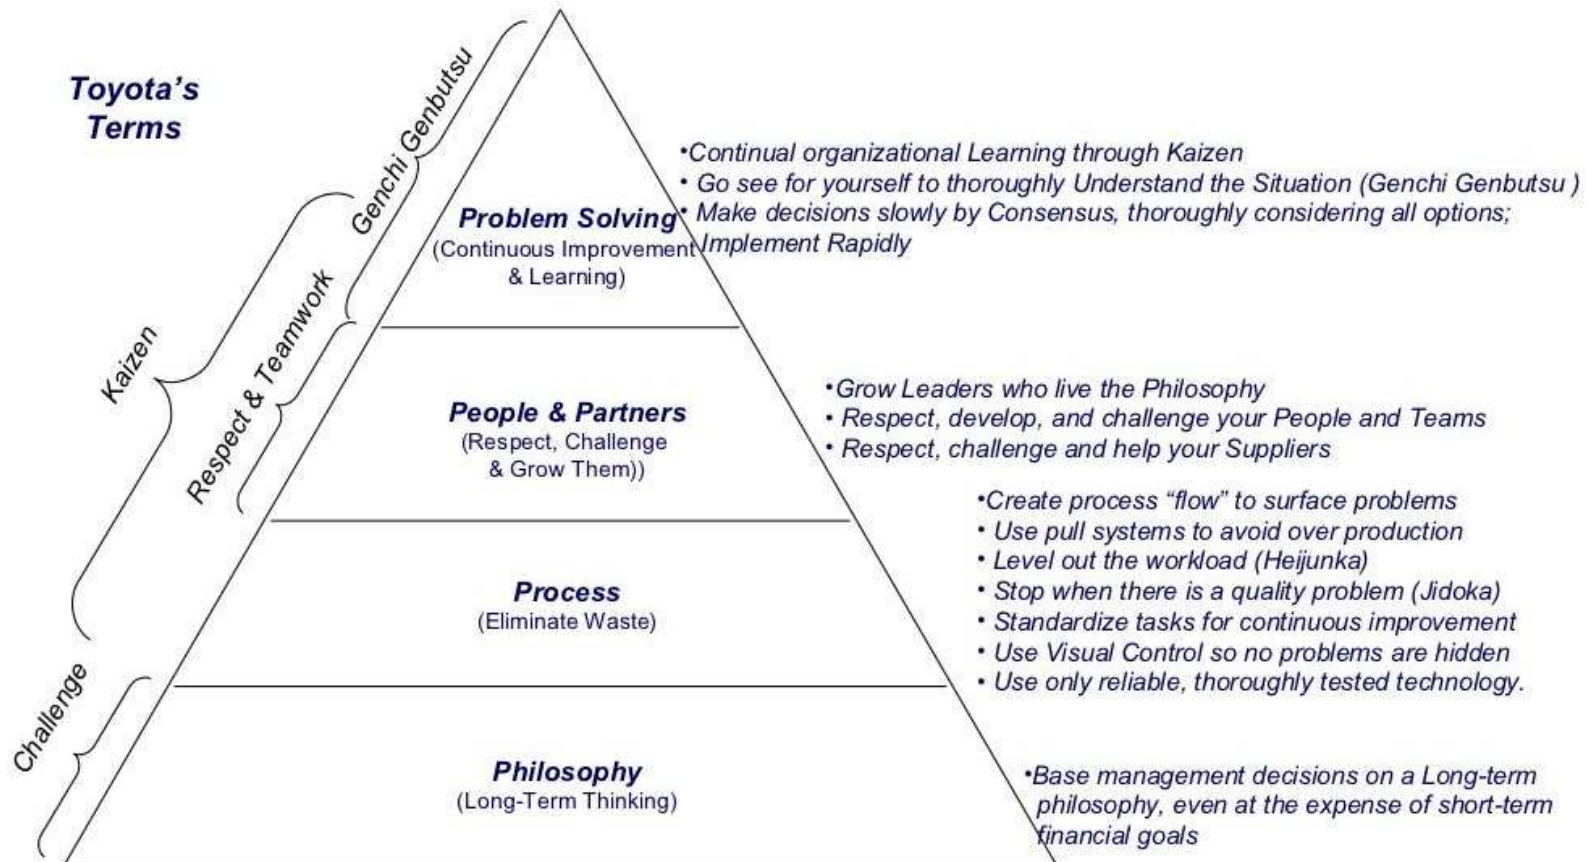 Toyota's
Terms
Genchi Genbutsu
Kaizen
Respect & Teamwork
Challenge
Problem Solving
(Continuous Improvement
& Learning)
•Continual organizational Learning through Kaizen
• Go see for yourself to thoroughly Understand the Situation (Genchi Genbutsu )
• Make decisions slowly by Consensus, thoroughly considering all options;
Implement Rapidly
People & Partners
(Respect, Challenge
& Grow Them))
•Grow Leaders who live the Philosophy
• Respect, develop, and challenge your People and Teams
• Respect, challenge and help your Suppliers
Process
(Eliminate Waste)
•Create process “flow” to surface problems
• Use pull systems to avoid over production
• Level out the workload (Heijunka)
• Stop when there is a quality problem (Jidoka)
• Standardize tasks for continuous improvement
• Use Visual Control so no problems are hidden
• Use only reliable, thoroughly tested technology.
Philosophy
(Long-Term Thinking)
•Base management decisions on a Long-term
philosophy, even at the expense of short-term
financial goals